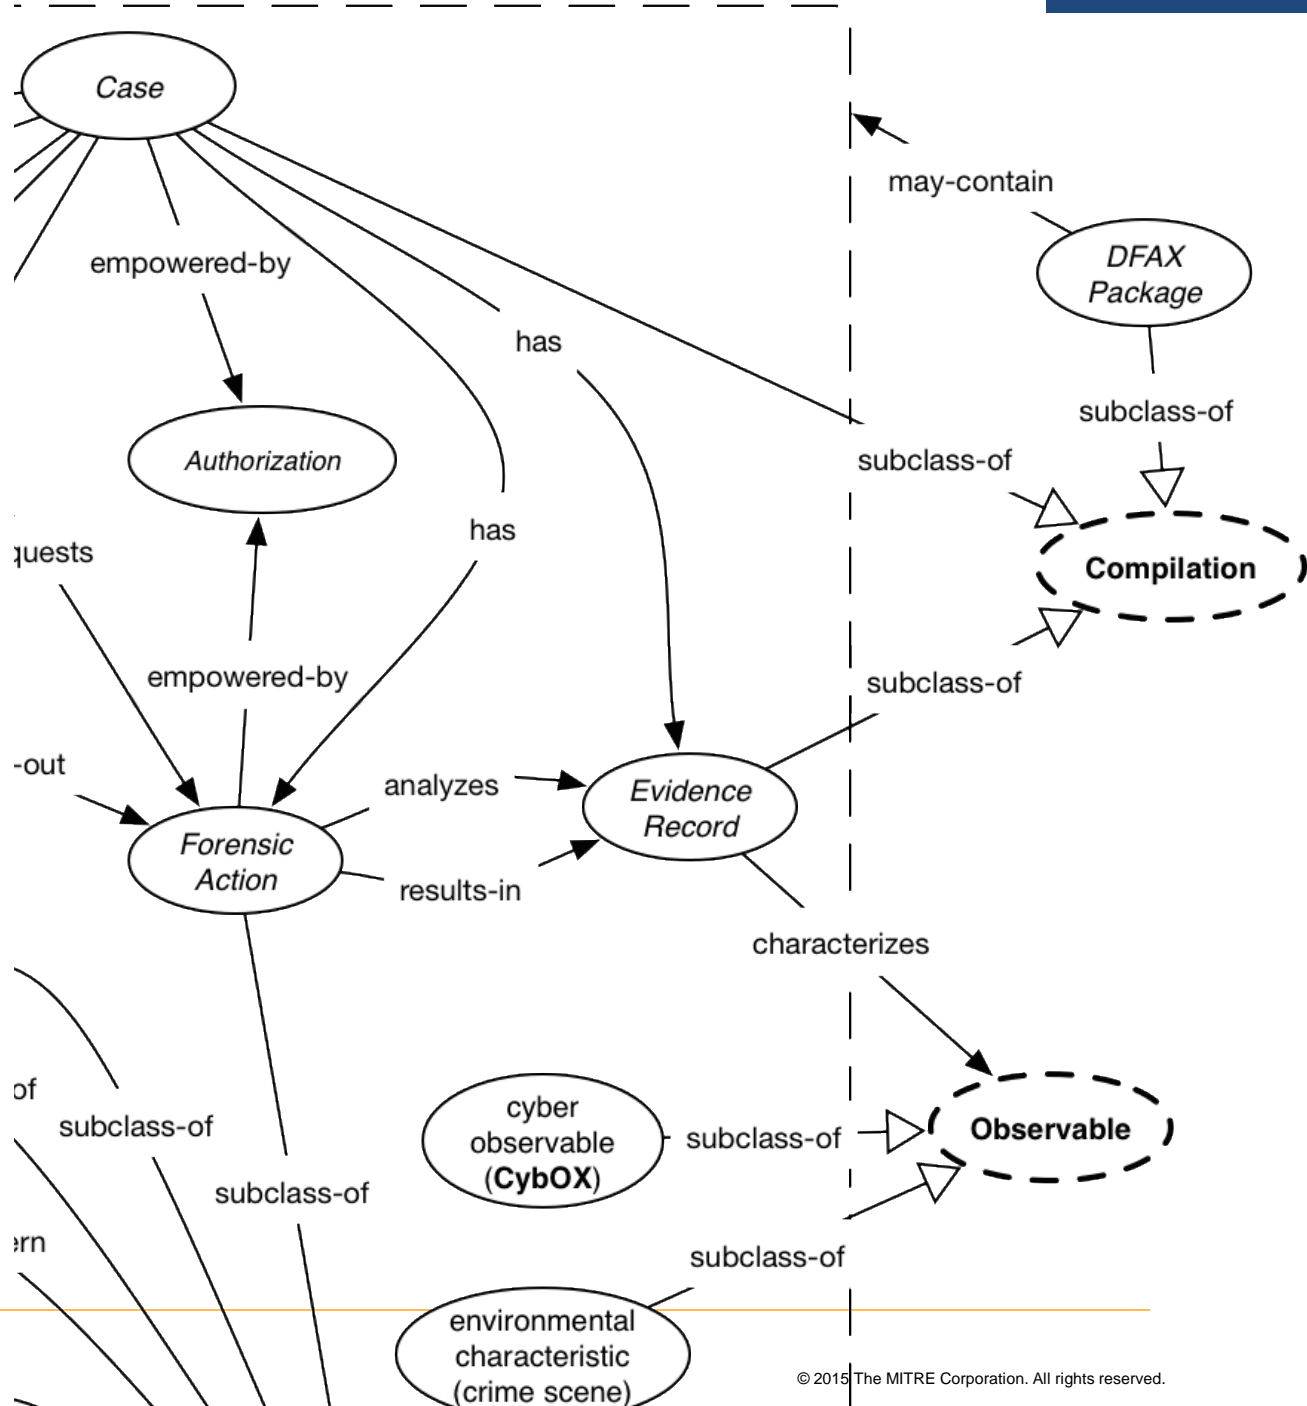 Case
may-contain
DFAX
Package
empowered-by
has
subclass-of
Authorization
subclass-of
has
Compilation
quests
empowered-by
subclass-of
-out
analyzes
Evidence
Record
Forensic
Action
results-in
characterizes
of
subclass-of
cyber
observable
(CybOX)
subclass-of
Observable
subclass-of
ern
subclass-of
environmental
characteristic
(crime scene)
© 2015 The MITRE Corporation. All rights reserved.